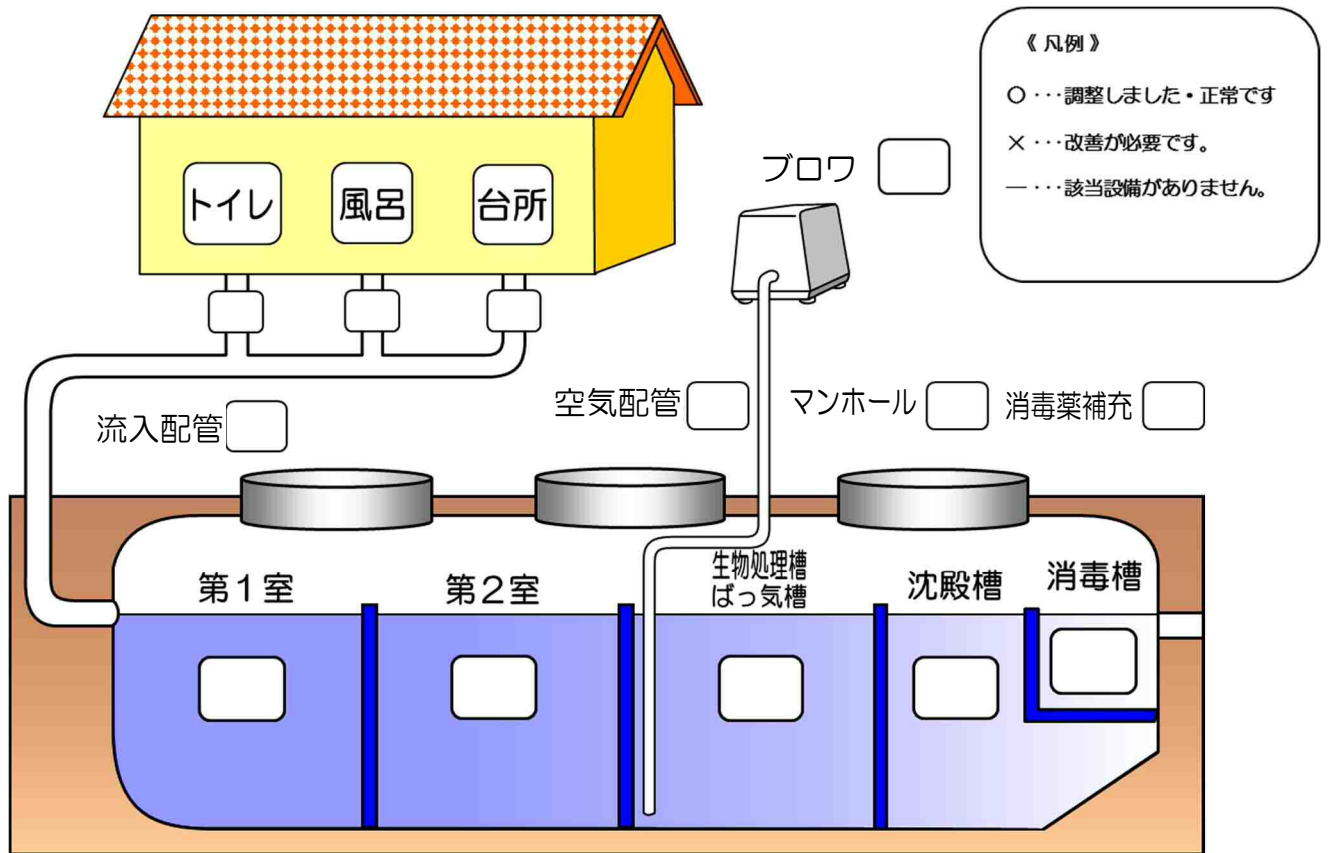 《 凡例 》
○ ・・・調整しました・正常です
× ・・・改善が必要です。
― ・・・該当設備がありません。
ブロワ
トイレ
風呂
台所
流入配管
空気配管
マンホール
消毒薬補充
第1室
第2室
生物処理槽
ばっ気槽
沈殿槽
消毒槽